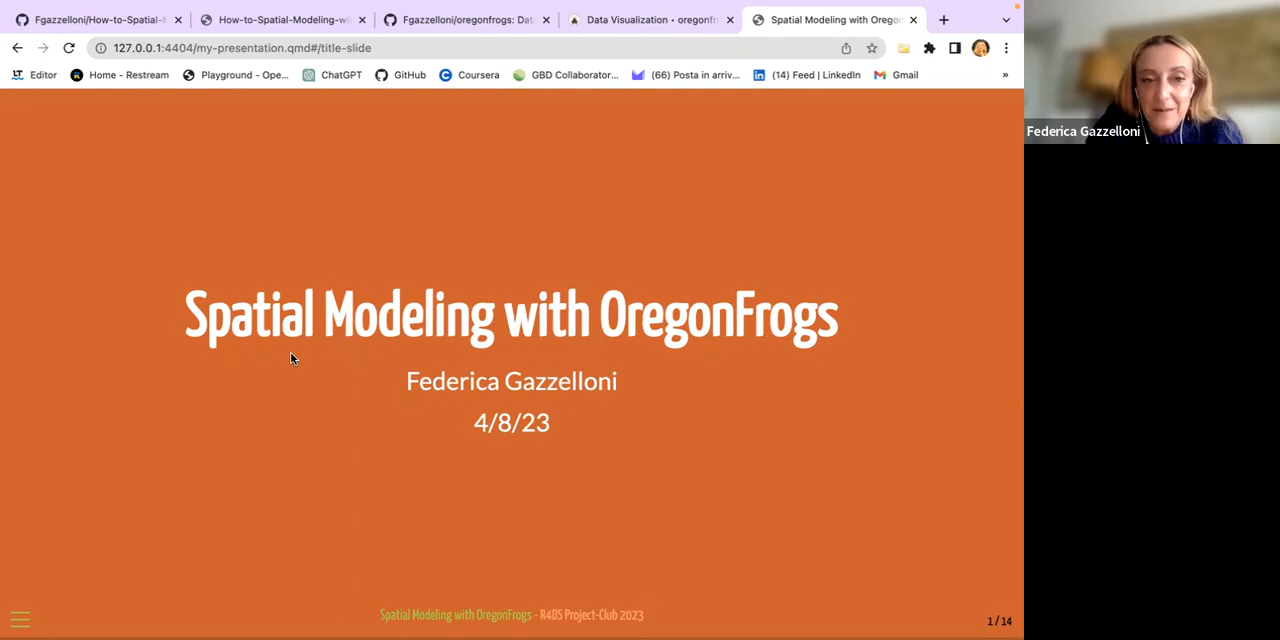 Fgazzelloni/How-to-Spatial-M
How-to-Spatial-Modeling-wi
Fgazzelloni/oregonfrogs: Dat
Data Visualization • oregonfr
Spatial Modeling with Orego
127.0.0.1:4404/my-presentation.qmd#/title-slide
Editor
Home - Restream
Playground - Ope...
ChatGPT
GitHub
Coursera
GBD Collaborator...
(66) Posta in arriv...
(14) Feed | LinkedIn
Gmail
»
Federica Gazzelloni
Spatial Modeling with OregonFrogs
Federica Gazzelloni
4/8/23
Spatial Modeling with OregonFrogs - R4DS Project-Club 2023
1 / 14